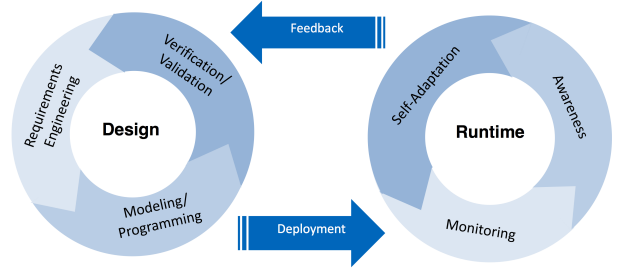 Requirements
Engineering
Verification/
Validation
Design
Modeling/
Programming
Feedback
Deployment
Self-Adaptation
Awareness
Runtime
Monitoring